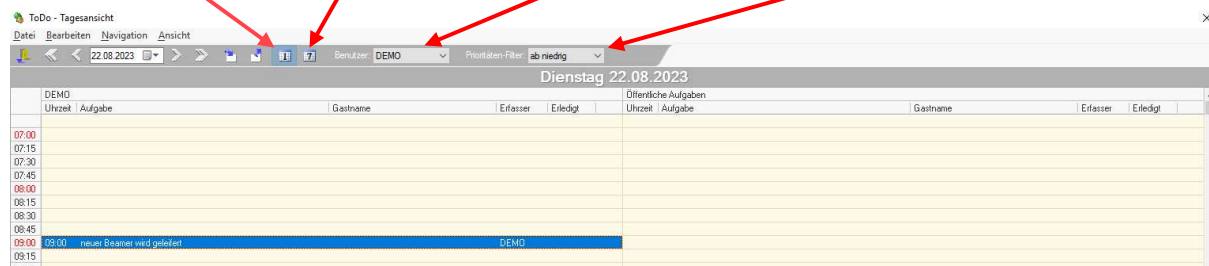 ToDo - Tagesansicht
Datei Bearbeiten Navigation Ansicht
22.08.2023 1 7 Benutzer: DEMO Prioritäten-Filter: ab niedrig
Dienstag 22.08.2023
DEMO Öffentliche Aufgaben
Uhrzeit Aufgabe Gastname Erfasser Erledigt Uhrzeit Aufgabe Gastname Erfasser Erledigt
07:00
07:15
07:30
07:45
08:00
08:15
08:30
08:45
09:00 09:00 neuer Beamer wird geleifert DEMO
09:15